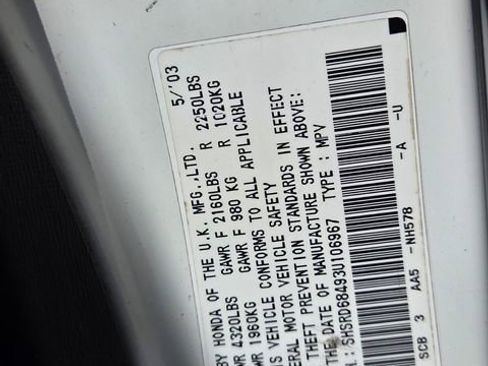 BY HONDA OF THE U.K. MFG.,LTD. 5/'03
WR 4320LBS GAWR F 2160LBS R 2250LBS
WR 1960KG GAWR F 980 KG R 1020KG
S VEHICLE CONFORMS TO ALL APPLICABLE
ERAL MOTOR VEHICLE SAFETY
THEFT PREVENTION STANDARDS IN EFFECT
THE DATE OF MANUFACTURE SHOWN ABOVE:
.: SHSRD68493U106967 TYPE : MPV
SCB 3 AA5 -NH578 -A -U